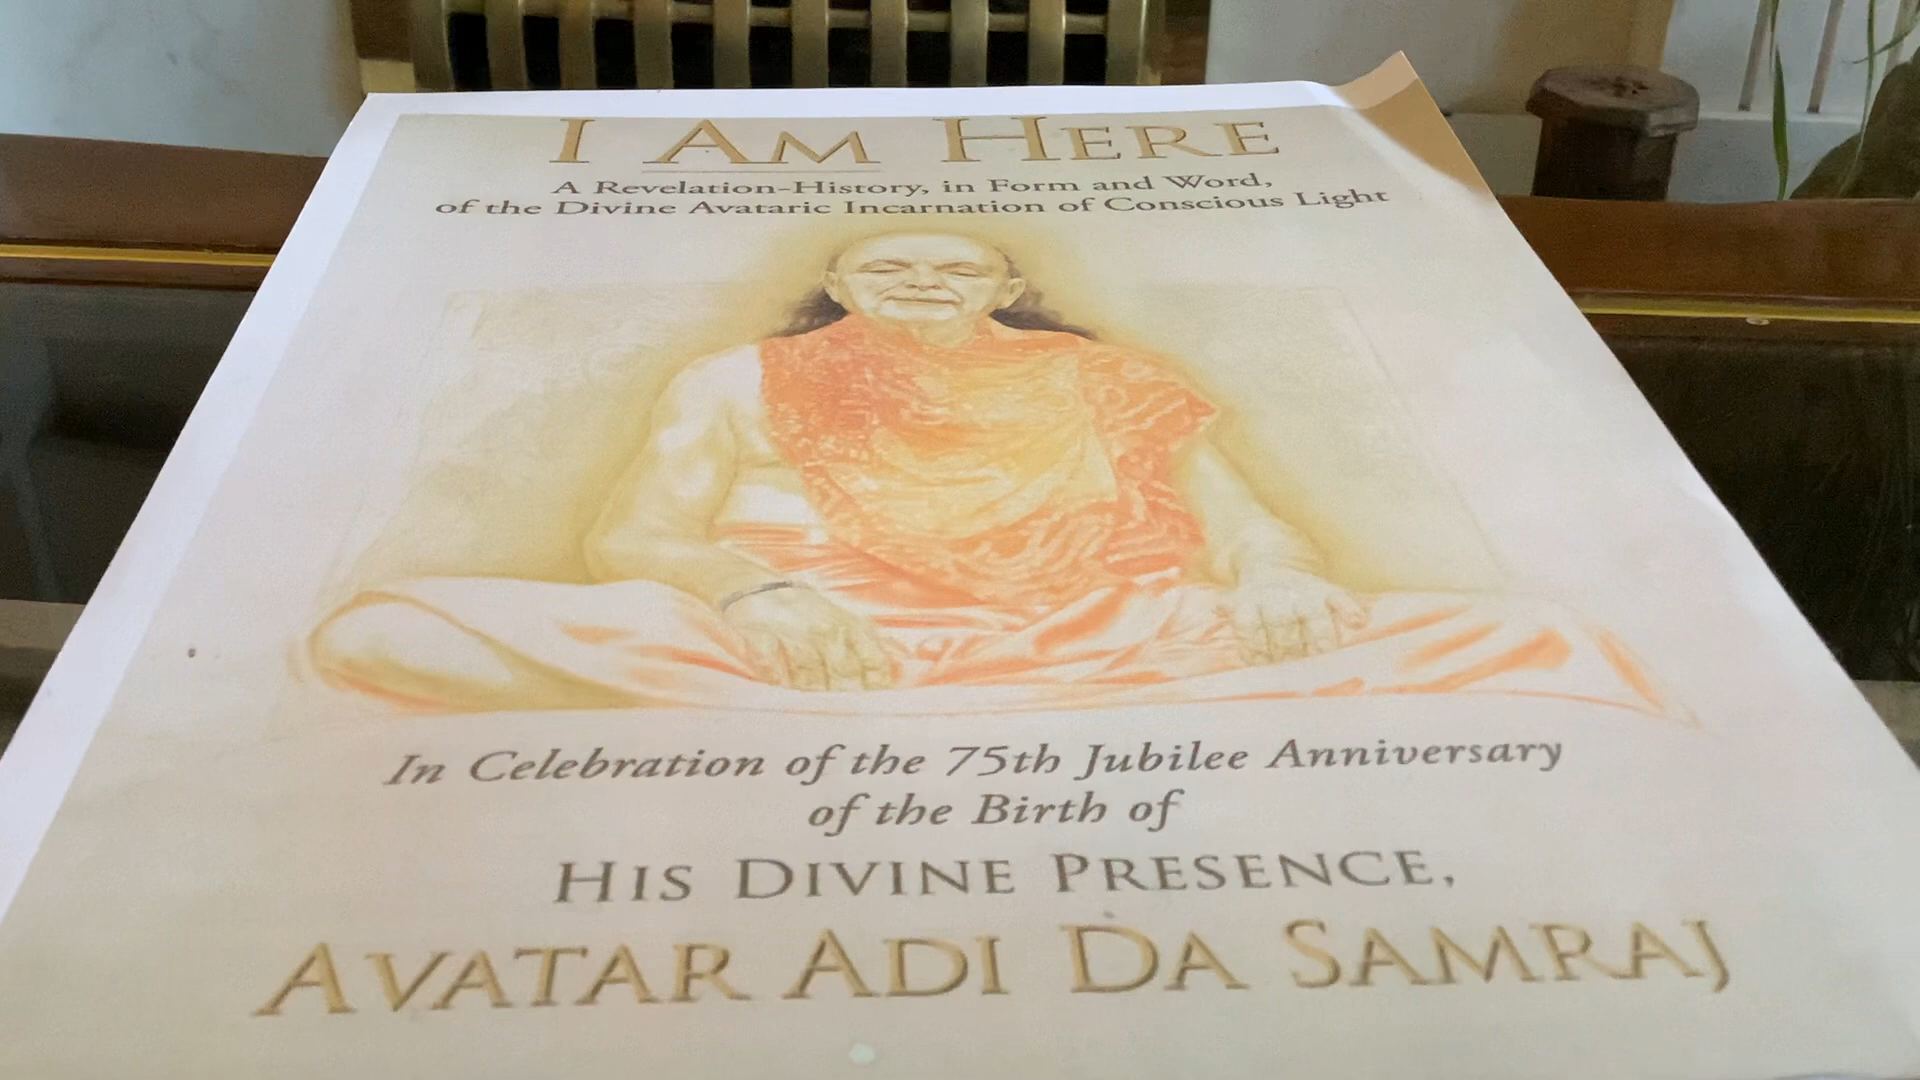 I AM HERE
A Revelation-History, in Form and Word,
of the Divine Avataric Incarnation of Conscious Light
In Celebration of the 75th Jubilee Anniversary
of the Birth of
HIS DIVINE PRESENCE,
AVATAR ADI DA SAMRAJ